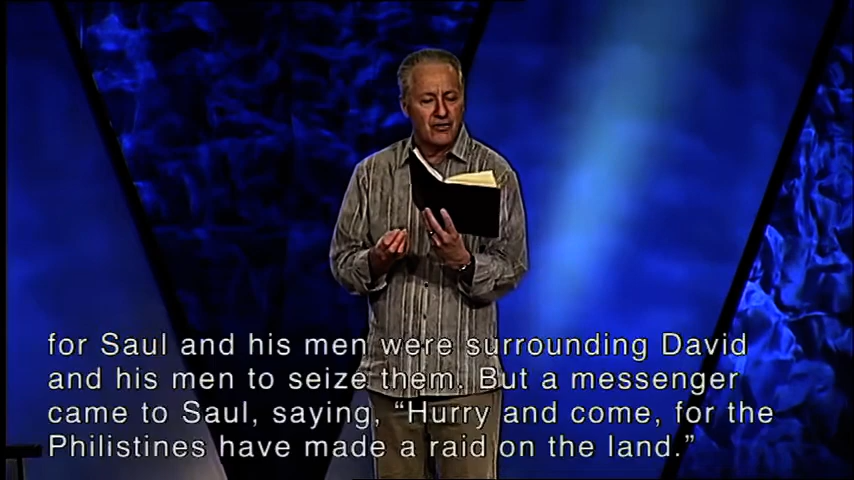 for Saul and his men were surrounding David
and his men to seize them. But a messenger
came to Saul, saying, “Hurry and come, for the
Philistines have made a raid on the land.”